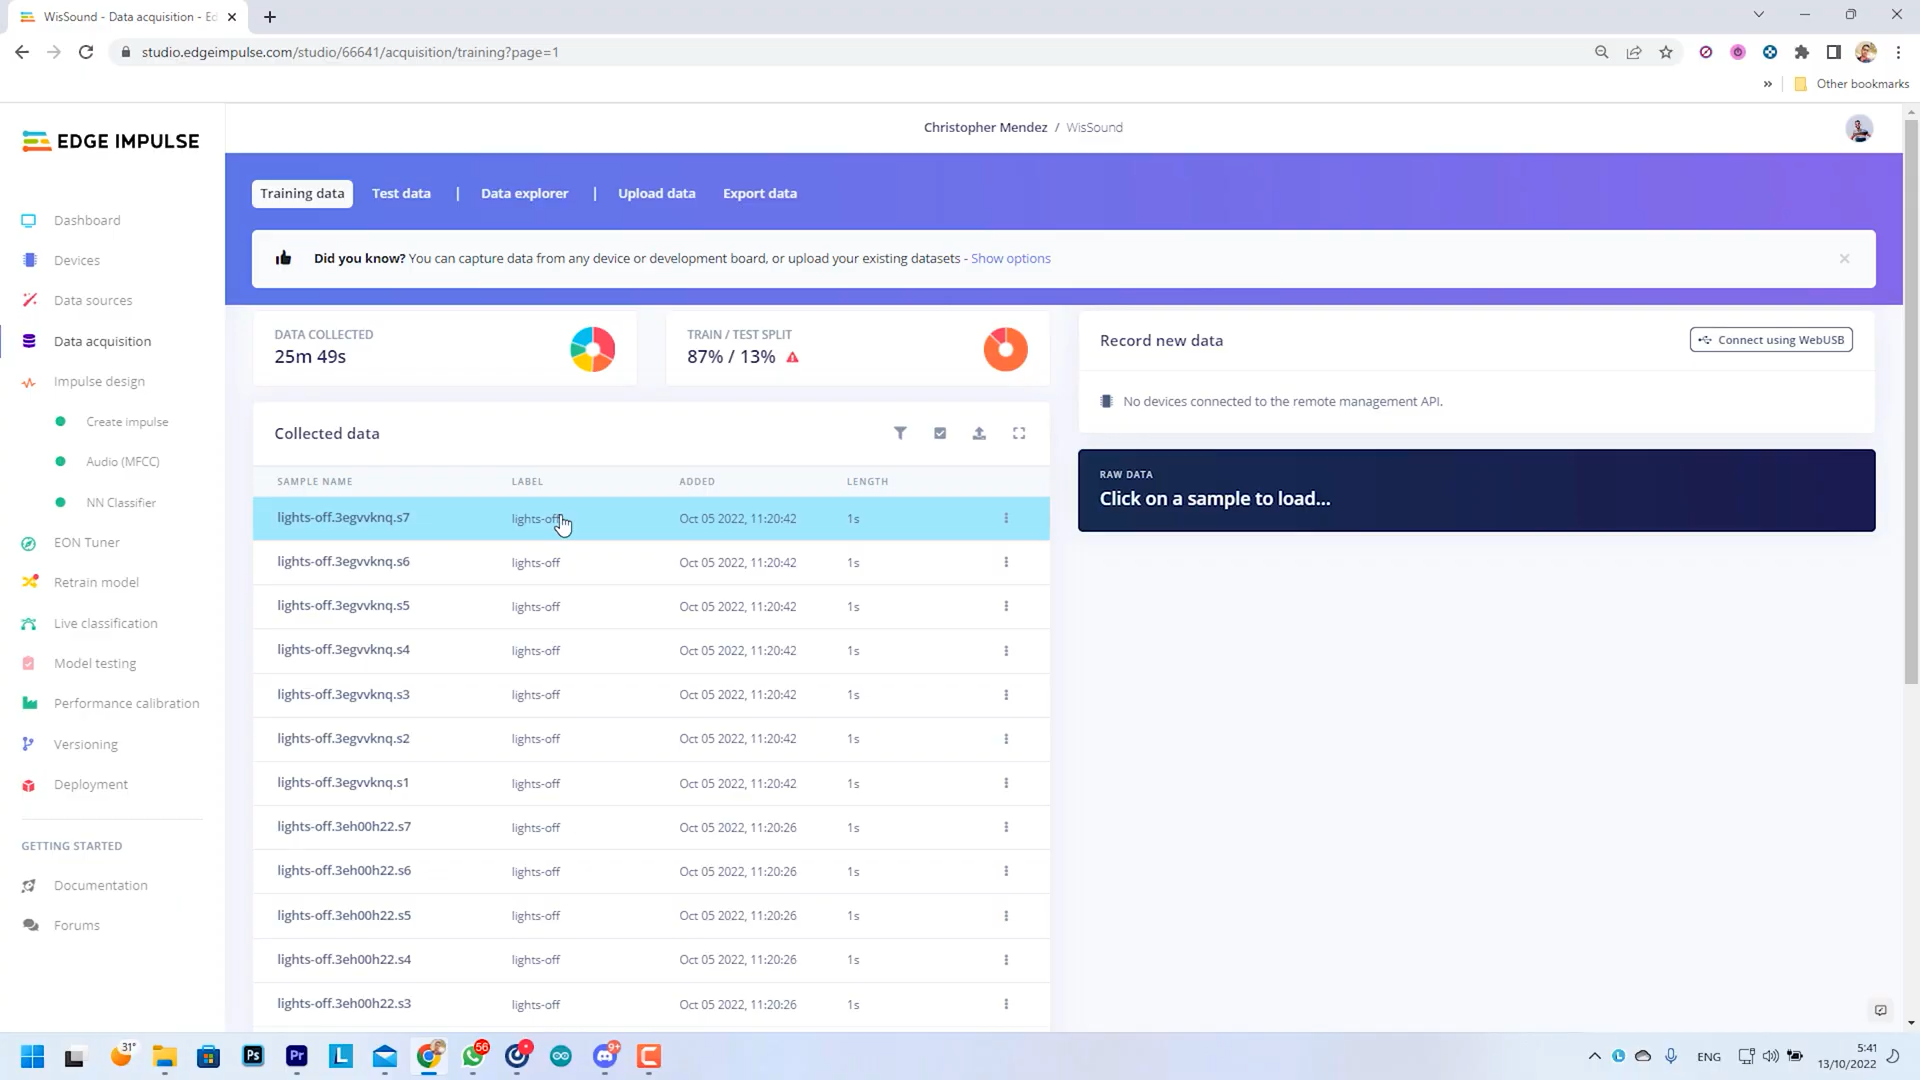 WisSound - Data acquisition - Ed
studio.edgeimpulse.com/studio/66641/acquisition/training?page=1
» Other bookmarks
EDGE IMPULSE
Christopher Mendez / WisSound
Training data Test data | Data explorer | Upload data Export data
Did you know? You can capture data from any device or development board, or upload your existing datasets - Show options
Dashboard
Devices
Data sources
Data acquisition
Impulse design
Create impulse
Audio (MFCC)
NN Classifier
EON Tuner
Retrain model
Live classification
Model testing
Performance calibration
Versioning
Deployment
GETTING STARTED
Documentation
Forums
DATA COLLECTED
25m 49s
TRAIN / TEST SPLIT
87% / 13%
Collected data
SAMPLE NAME LABEL ADDED LENGTH
lights-off.3egvvknq.s7 lights-off Oct 05 2022, 11:20:42 1s
lights-off.3egvvknq.s6 lights-off Oct 05 2022, 11:20:42 1s
lights-off.3egvvknq.s5 lights-off Oct 05 2022, 11:20:42 1s
lights-off.3egvvknq.s4 lights-off Oct 05 2022, 11:20:42 1s
lights-off.3egvvknq.s3 lights-off Oct 05 2022, 11:20:42 1s
lights-off.3egvvknq.s2 lights-off Oct 05 2022, 11:20:42 1s
lights-off.3egvvknq.s1 lights-off Oct 05 2022, 11:20:42 1s
lights-off.3eh00h22.s7 lights-off Oct 05 2022, 11:20:26 1s
lights-off.3eh00h22.s6 lights-off Oct 05 2022, 11:20:26 1s
lights-off.3eh00h22.s5 lights-off Oct 05 2022, 11:20:26 1s
lights-off.3eh00h22.s4 lights-off Oct 05 2022, 11:20:26 1s
lights-off.3eh00h22.s3 lights-off Oct 05 2022, 11:20:26 1s
Record new data
Connect using WebUSB
No devices connected to the remote management API.
RAW DATA
Click on a sample to load...
31°
Ps
Pr
L
56
9+
C
L
ENG
5:41
13/10/2022